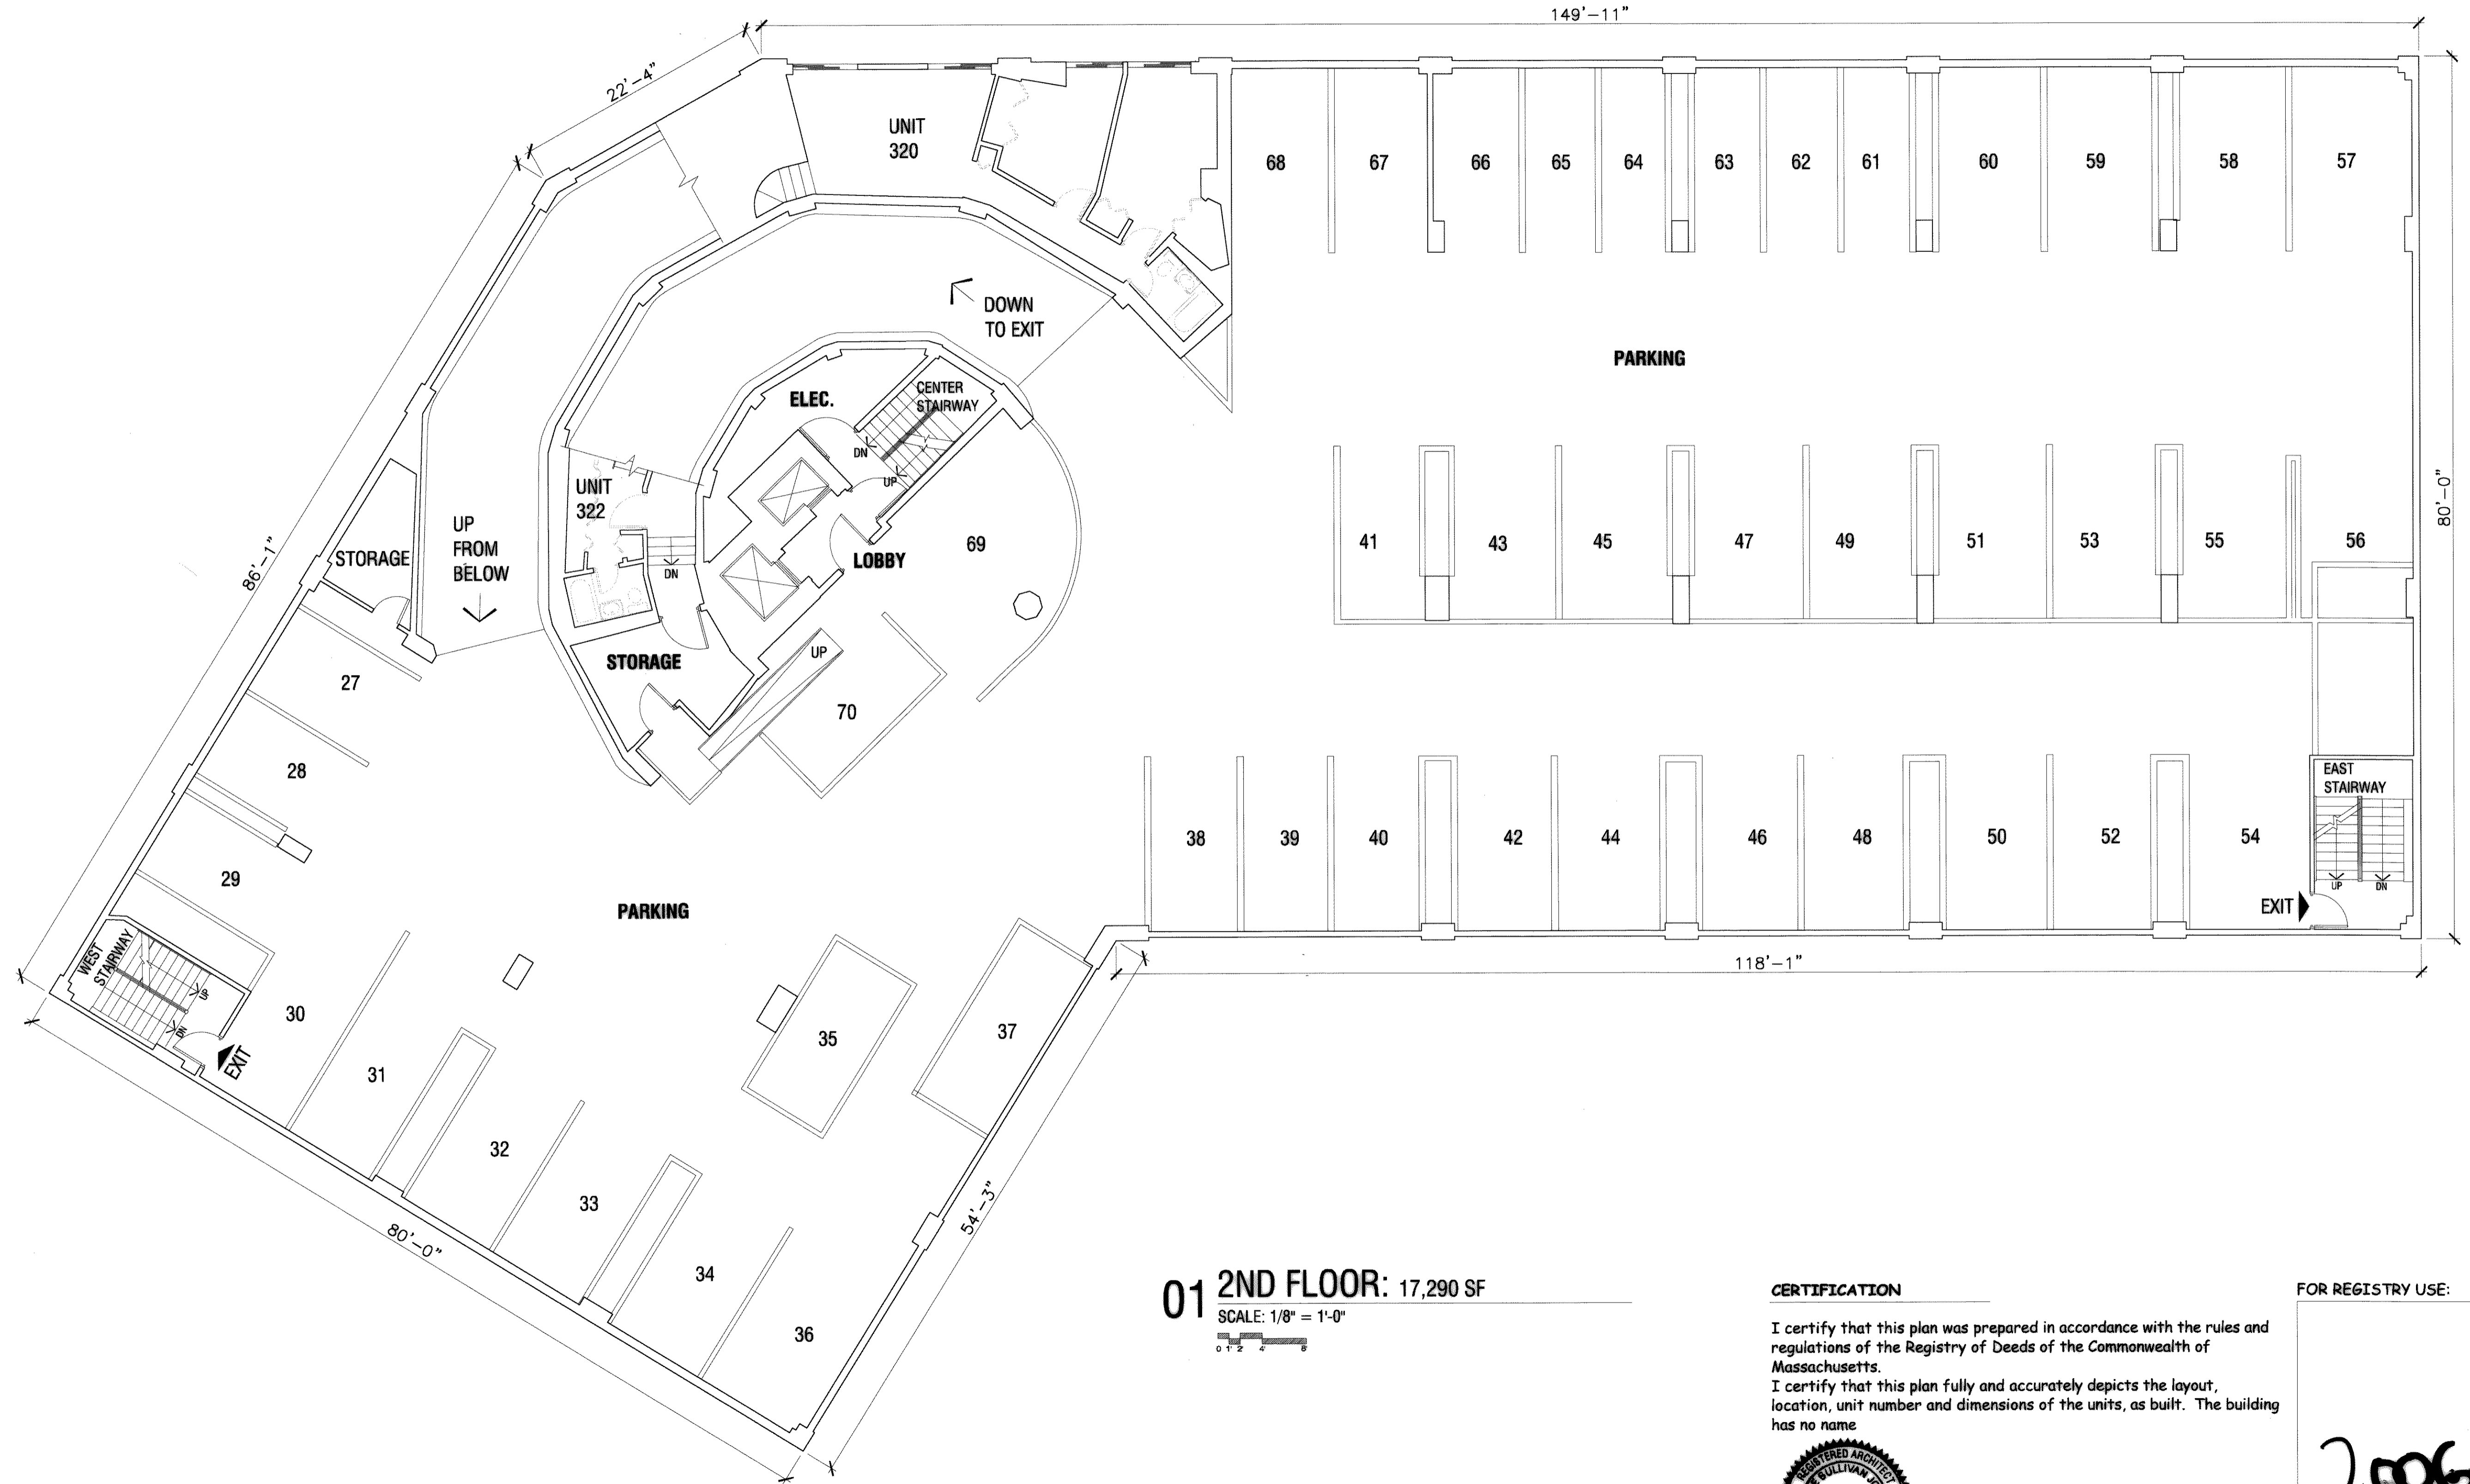 149'-11"
22'-4"
UNIT
320
68
67
66
65
64
63
62
61
60
59
58
57
DOWN
TO EXIT
PARKING
ELEC.
CENTER
STAIRWAY
DN
UP
80'-0"
UNIT
322
UP
FROM
BELOW
STORAGE
86'-1"
DN
LOBBY
69
41
43
45
47
49
51
53
55
56
STORAGE
UP
27
70
28
EAST
STAIRWAY
38
39
40
42
44
46
48
50
52
54
UP
DN
EXIT
29
PARKING
WEST
STAIRWAY
UP
DN
EXIT
30
35
37
118'-1"
31
32
33
34
36
80'-0"
54'-3"
01 2ND FLOOR: 17,290 SF
SCALE: 1/8" = 1'-0"
0 1' 2' 4' 8'
CERTIFICATION
I certify that this plan was prepared in accordance with the rules and
regulations of the Registry of Deeds of the Commonwealth of
Massachusetts.
I certify that this plan fully and accurately depicts the layout,
location, unit number and dimensions of the units, as built. The building
has no name
REGISTERED ARCHITECT
SULLIVAN
FOR REGISTRY USE: